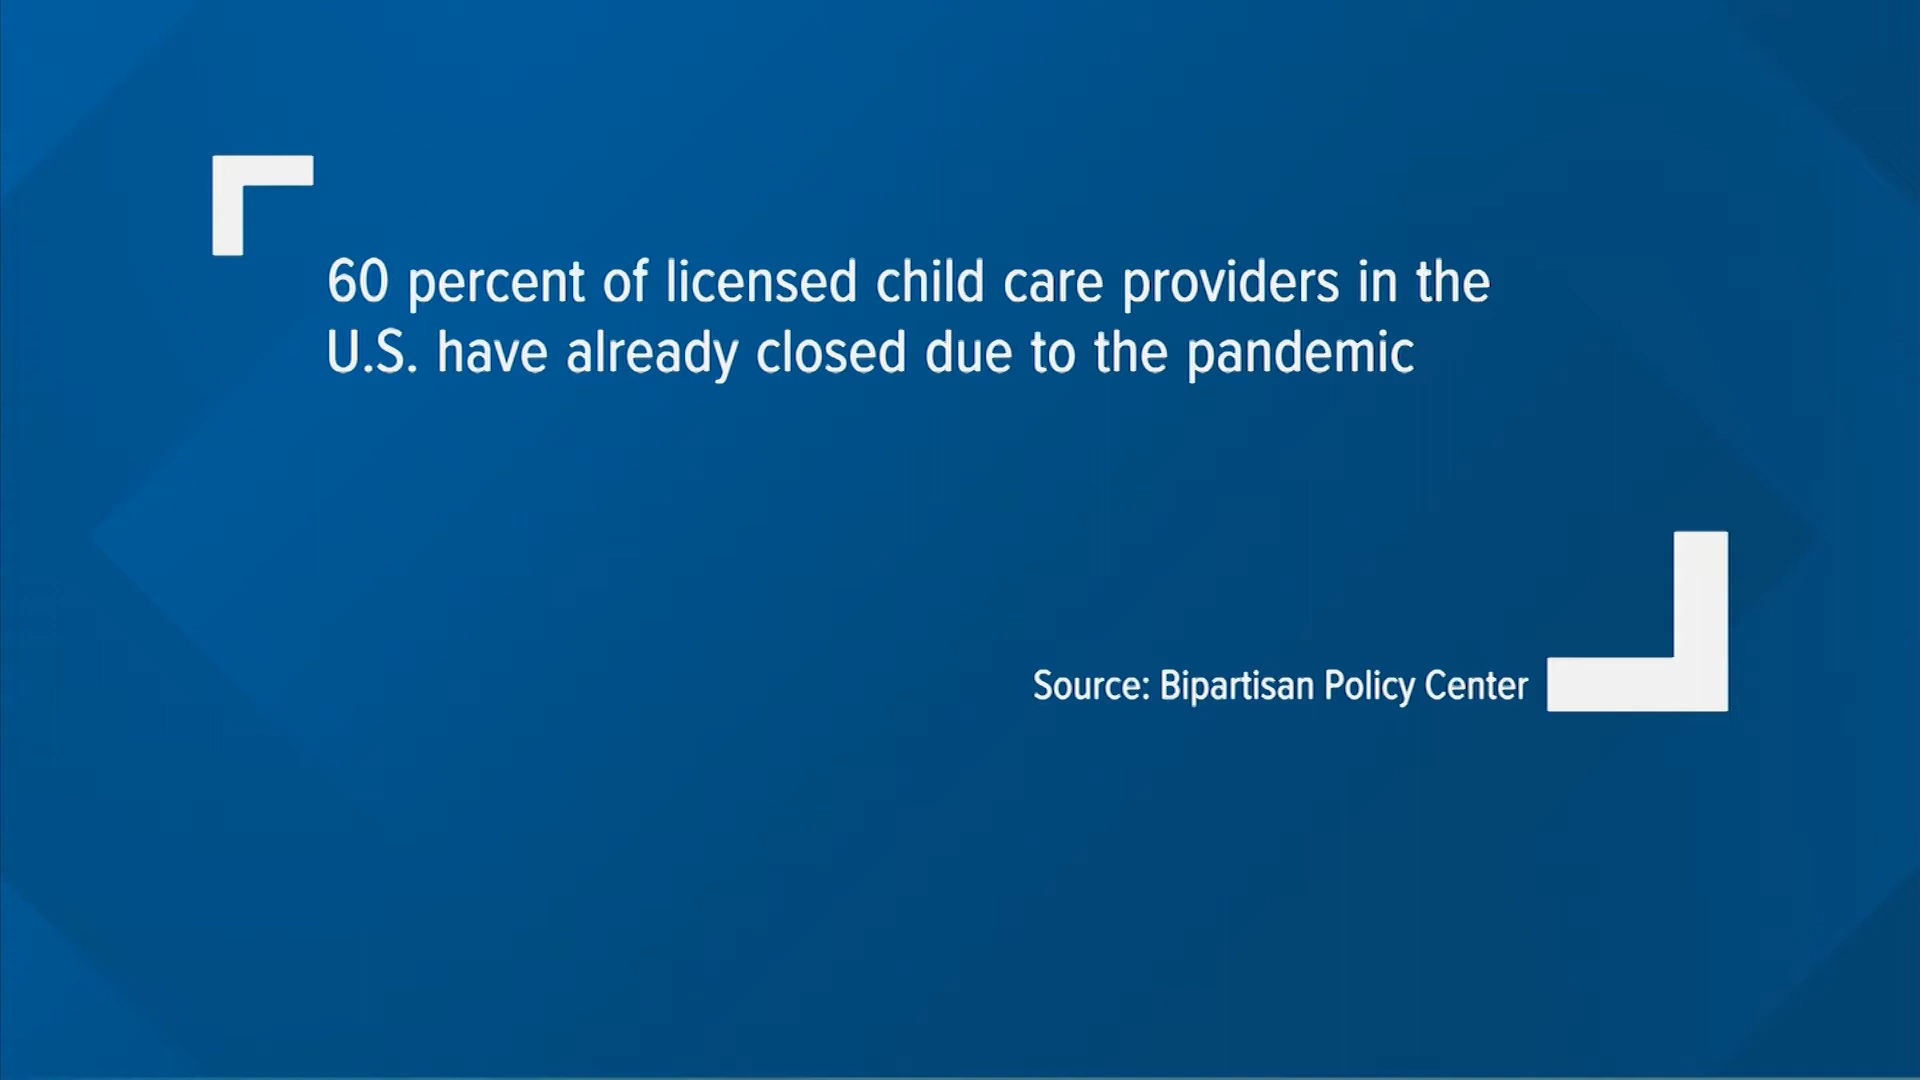 60 percent of licensed child care providers in the
U.S. have already closed due to the pandemic
Source: Bipartisan Policy Center